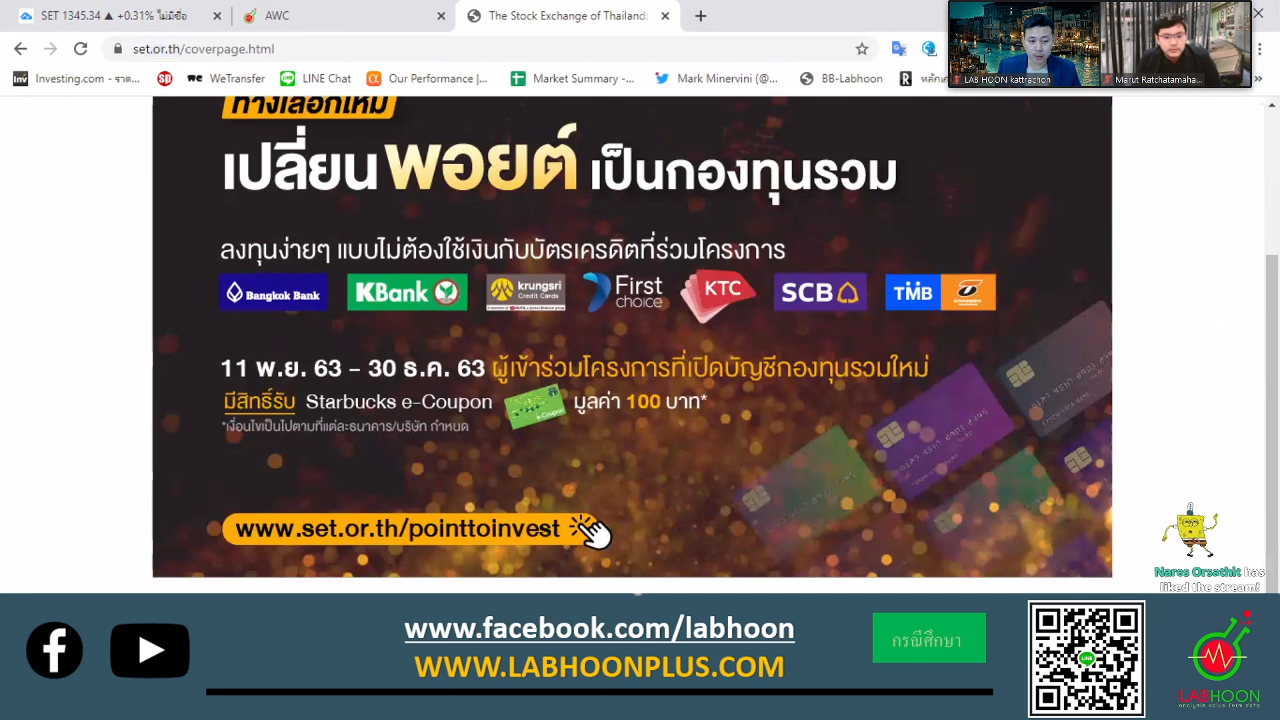 SET 1345.34 ▲ +0.31% ไม่มีชื่อ
AWC
The Stock Exchange of Thailand:
set.or.th/coverpage.html
Investing.com - ราค...
WeTransfer
LINE Chat
Our Performance |...
Market Summary -...
Mark Minervini (@...
BB-Labhoon
LAB HOON kattrachon
Marut Ratchatamaha...
ทางเลือกใหม่
เปลี่ยนพอยต์ เป็นกองทุนรวม
ลงทุนง่ายๆ แบบไม่ต้องใช้เงินกับบัตรเครดิตที่ร่วมโครงการ
Bangkok Bank
KBank
krungsri Credit Cards
First choice
KTC
SCB
TMB
11 พ.ย. 63 – 30 ธ.ค. 63 ผู้เข้าร่วมโครงการที่เปิดบัญชีกองทุนรวมใหม่
มีสิทธิ์รับ Starbucks e-Coupon
e-Coupon
มูลค่า 100 บาท*
*เงื่อนไขเป็นไปตามที่แต่ละธนาคาร/บริษัท กำหนด
www.set.or.th/pointtoinvest
Nares Orsathit has
liked the stream!
www.facebook.com/labhoon
WWW.LABHOONPLUS.COM
กรณีศึกษา
LINE
LABHOON
analysis value form data